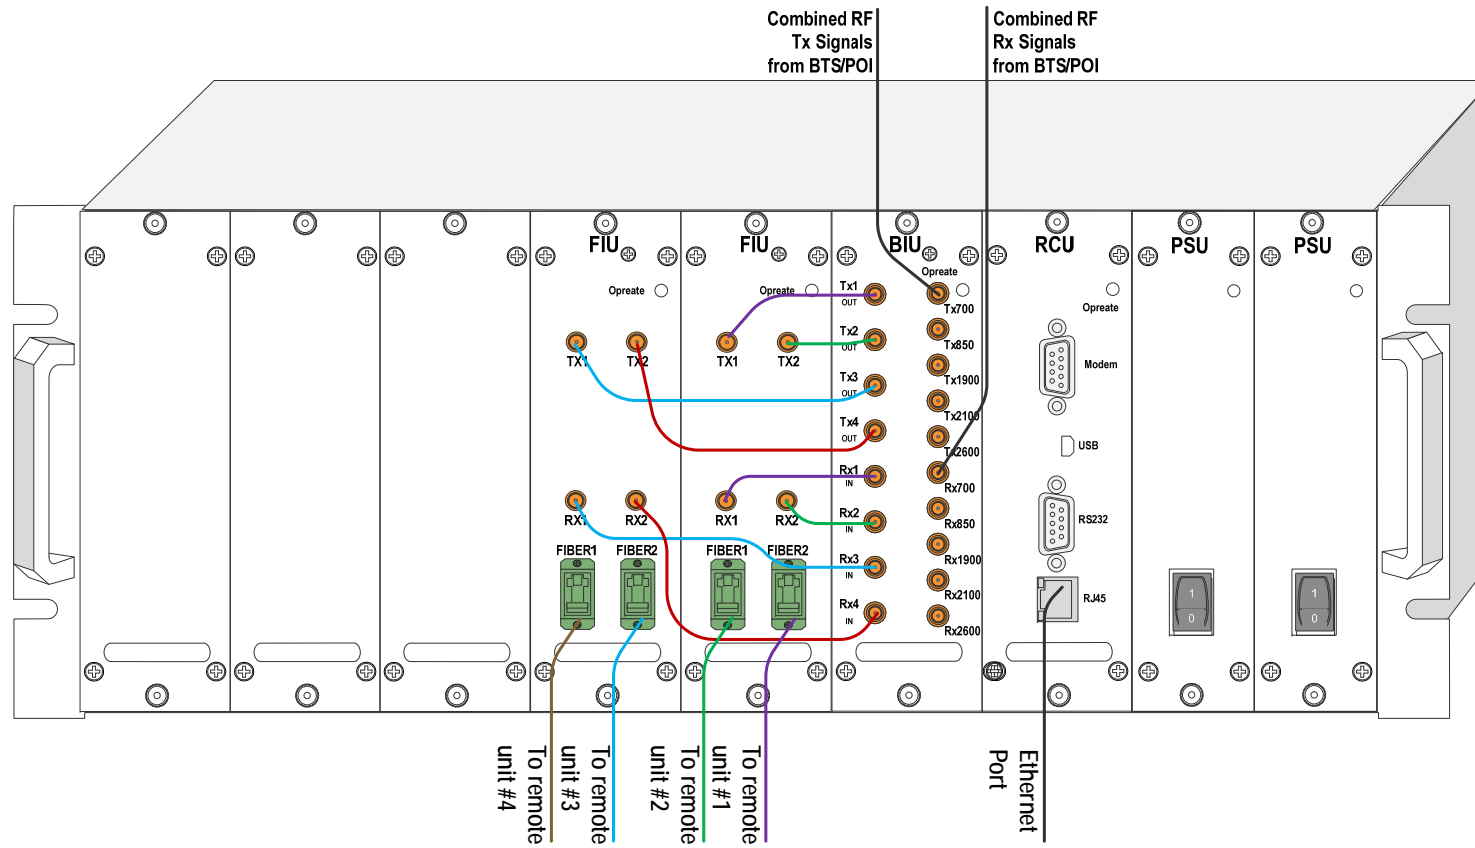 Combined RF
Tx Signals
from BTS/POI
Combined RF
Rx Signals
from BTS/POI
FIU
FIU
BIU
RCU
PSU
PSU
Opreate
Opreate
Opreate
Opreate
TX1
TX2
TX1
TX2
RX1
RX2
RX1
RX2
FIBER1
FIBER2
FIBER1
FIBER2
Tx1
OUT
Tx2
OUT
Tx3
OUT
Tx4
OUT
Rx1
IN
Rx2
IN
Rx3
IN
Rx4
IN
Tx700
Tx850
Tx1900
Tx2100
Tx2600
Rx700
Rx850
Rx1900
Rx2100
Rx2600
Modem
USB
RS232
RJ45
1
0
1
0
To remote
unit #4
To remote
unit #3
To remote
unit #2
To remote
unit #1
Ethernet
Port